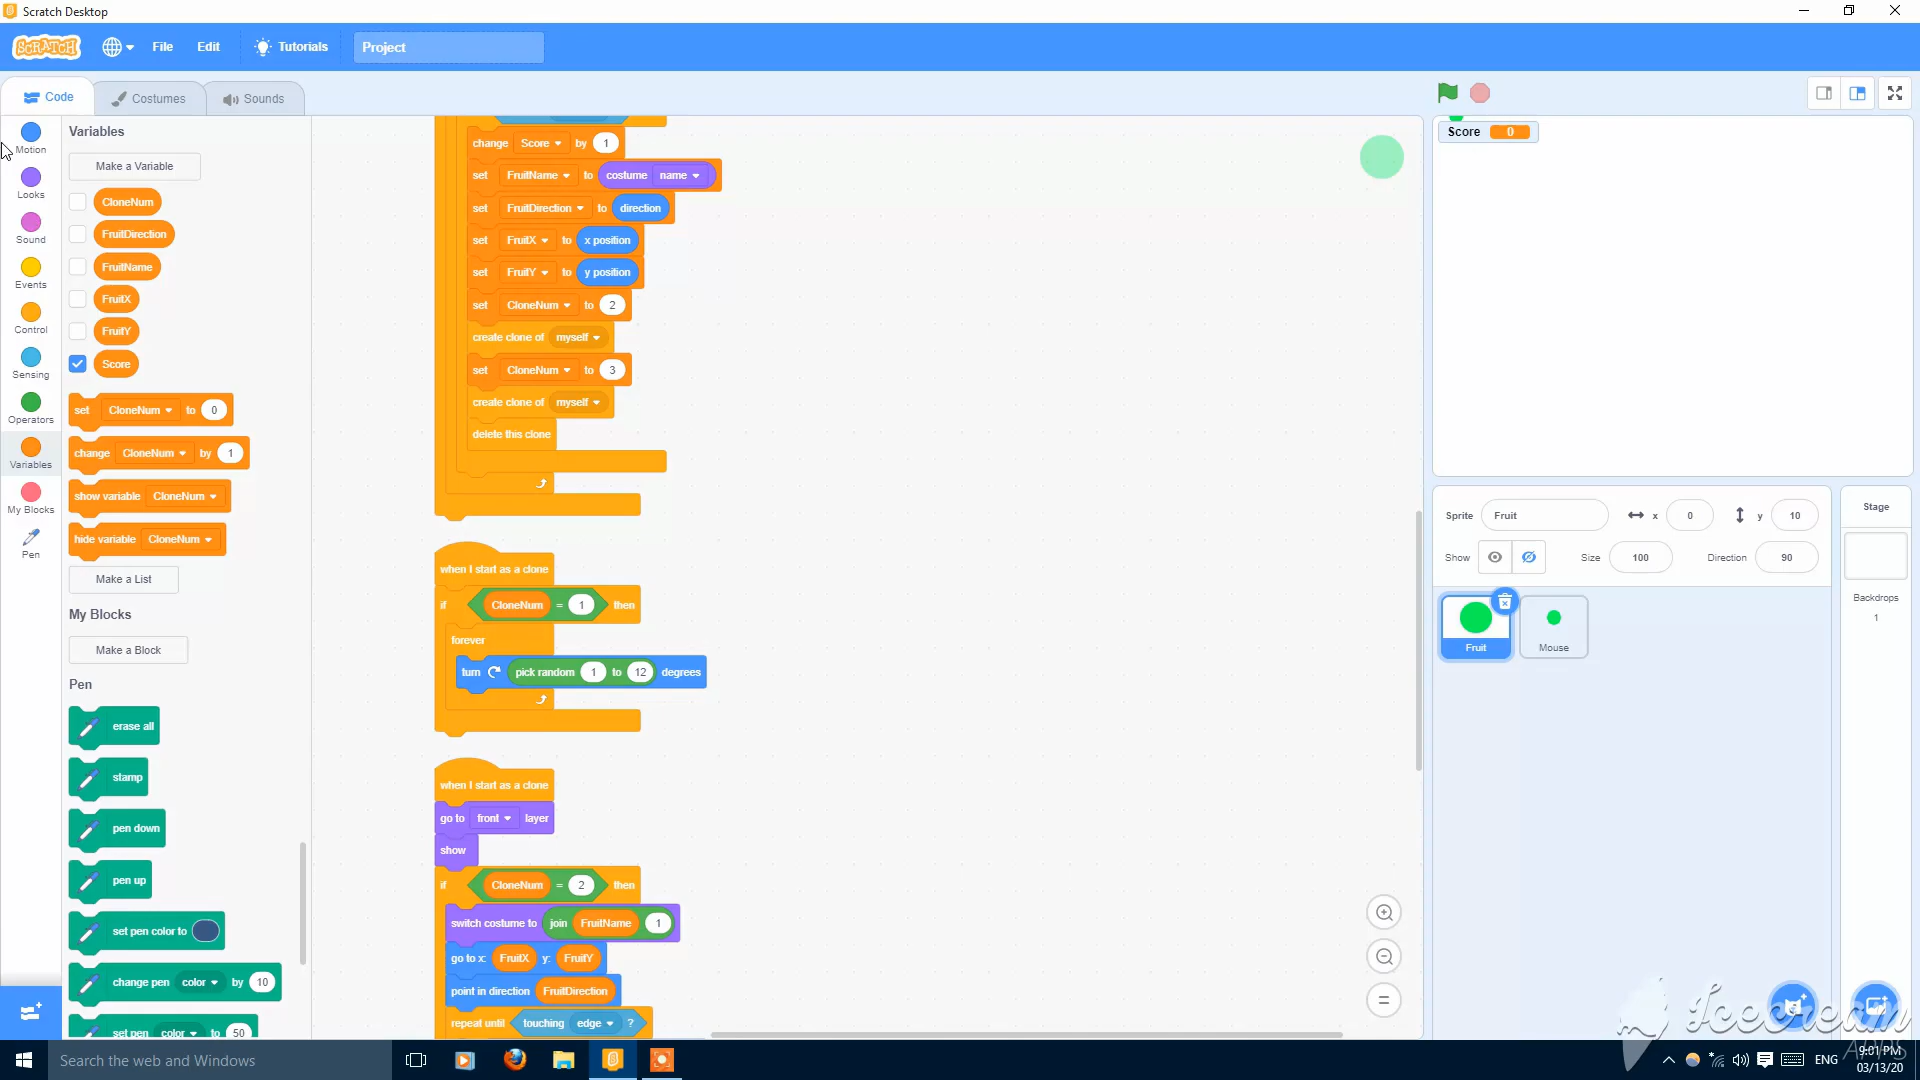 Scratch Desktop
SCRATCH File Edit Tutorials Project
Code Costumes Sounds
Motion
Looks
Sound
Events
Control
Sensing
Operators
Variables
My Blocks
Pen
Variables
Make a Variable
CloneNum
FruitDirection
FruitName
FruitX
FruitY
Score
set CloneNum to 0
change CloneNum by 1
show variable CloneNum
hide variable CloneNum
Make a List
My Blocks
Make a Block
Pen
erase all
stamp
pen down
pen up
set pen color to
change pen color by 10
set pen color to 50
change Score by 1
set FruitName to costume name
set FruitDirection to direction
set FruitX to x position
set FruitY to y position
set CloneNum to 2
create clone of myself
set CloneNum to 3
create clone of myself
delete this clone
when I start as a clone
if CloneNum = 1 then
forever
turn pick random 1 to 12 degrees
when I start as a clone
go to front layer
show
if CloneNum = 2 then
switch costume to join FruitName 1
go to x: FruitX y: FruitY
point in direction FruitDirection
repeat until touching edge ?
Score 0
Sprite Fruit x 0 y 10
Show Size 100 Direction 90
Fruit
Mouse
Stage
Backdrops
1
Icecream
APPS
Search the web and Windows
ENG
9:01 PM
03/13/20